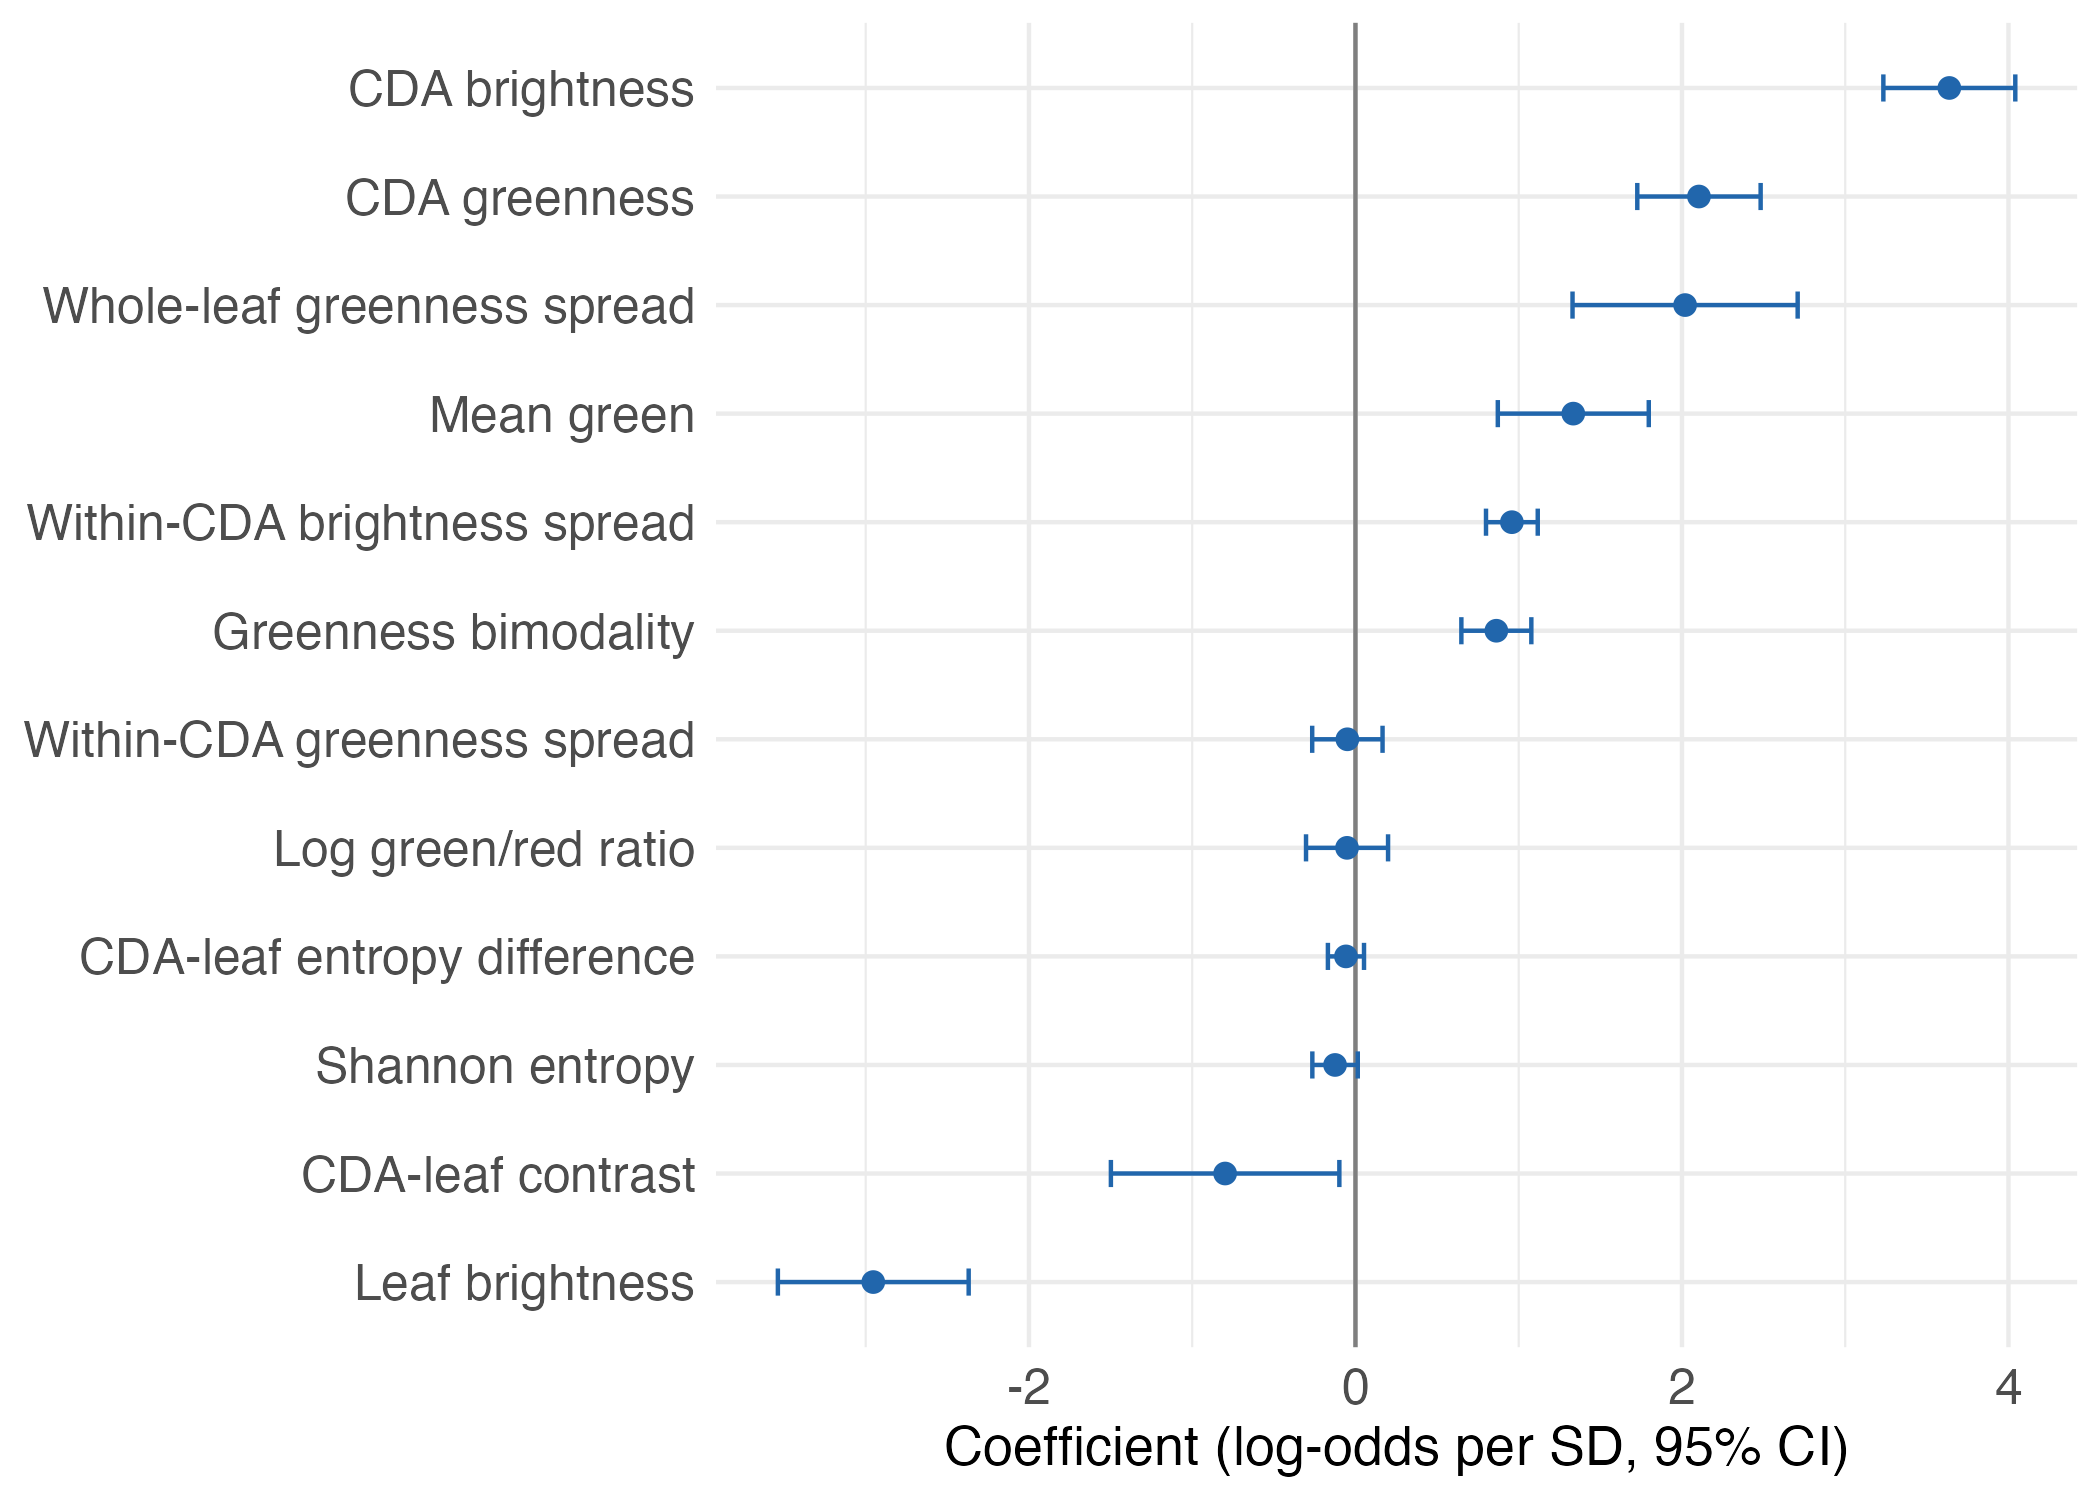 CDA brightness
CDA greenness
Whole-leaf greenness spread
Mean green
Within-CDA brightness spread
Greenness bimodality
Within-CDA greenness spread
Log green/red ratio
CDA-leaf entropy difference
Shannon entropy
CDA-leaf contrast
Leaf brightness
-2 0 2 4
Coefficient (log-odds per SD, 95% CI)